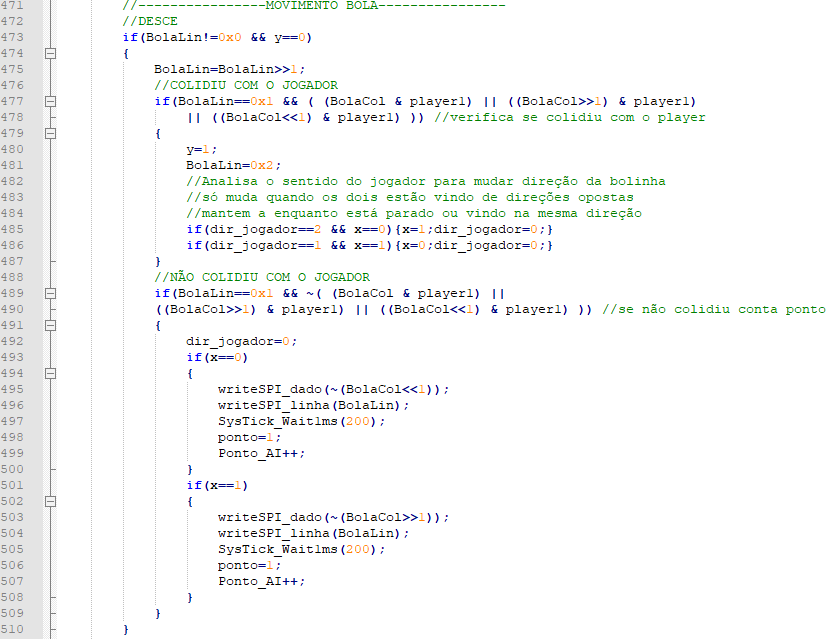 471 //----------------MOVIMENTO BOLA----------------
472 //DESCE
473 if(BolaLin!=0x0 && y==0)
474 {
475 BolaLin=BolaLin>>1;
476 //COLIDIU COM O JOGADOR
477 if(BolaLin==0x1 && ( (BolaCol & player1) || ((BolaCol>>1) & player1)
478 || ((BolaCol<<1) & player1) )) //verifica se colidiu com o player
479 {
480 y=1;
481 BolaLin=0x2;
482 //Analisa o sentido do jogador para mudar direção da bolinha
483 //só muda quando os dois estão vindo de direções opostas
484 //mantem a enquanto está parado ou vindo na mesma direção
485 if(dir_jogador==2 && x==0){x=1;dir_jogador=0;}
486 if(dir_jogador==1 && x==1){x=0;dir_jogador=0;}
487 }
488 //NÃO COLIDIU COM O JOGADOR
489 if(BolaLin==0x1 && ~( (BolaCol & player1) ||
490 ((BolaCol>>1) & player1) || ((BolaCol<<1) & player1) )) //se não colidiu conta ponto
491 {
492 dir_jogador=0;
493 if(x==0)
494 {
495 writeSPI_dado(~(BolaCol<<1));
496 writeSPI_linha(BolaLin);
497 SysTick_Wait1ms(200);
498 ponto=1;
499 Ponto_AI++;
500 }
501 if(x==1)
502 {
503 writeSPI_dado(~(BolaCol>>1));
504 writeSPI_linha(BolaLin);
505 SysTick_Wait1ms(200);
506 ponto=1;
507 Ponto_AI++;
508 }
509 }
510 }